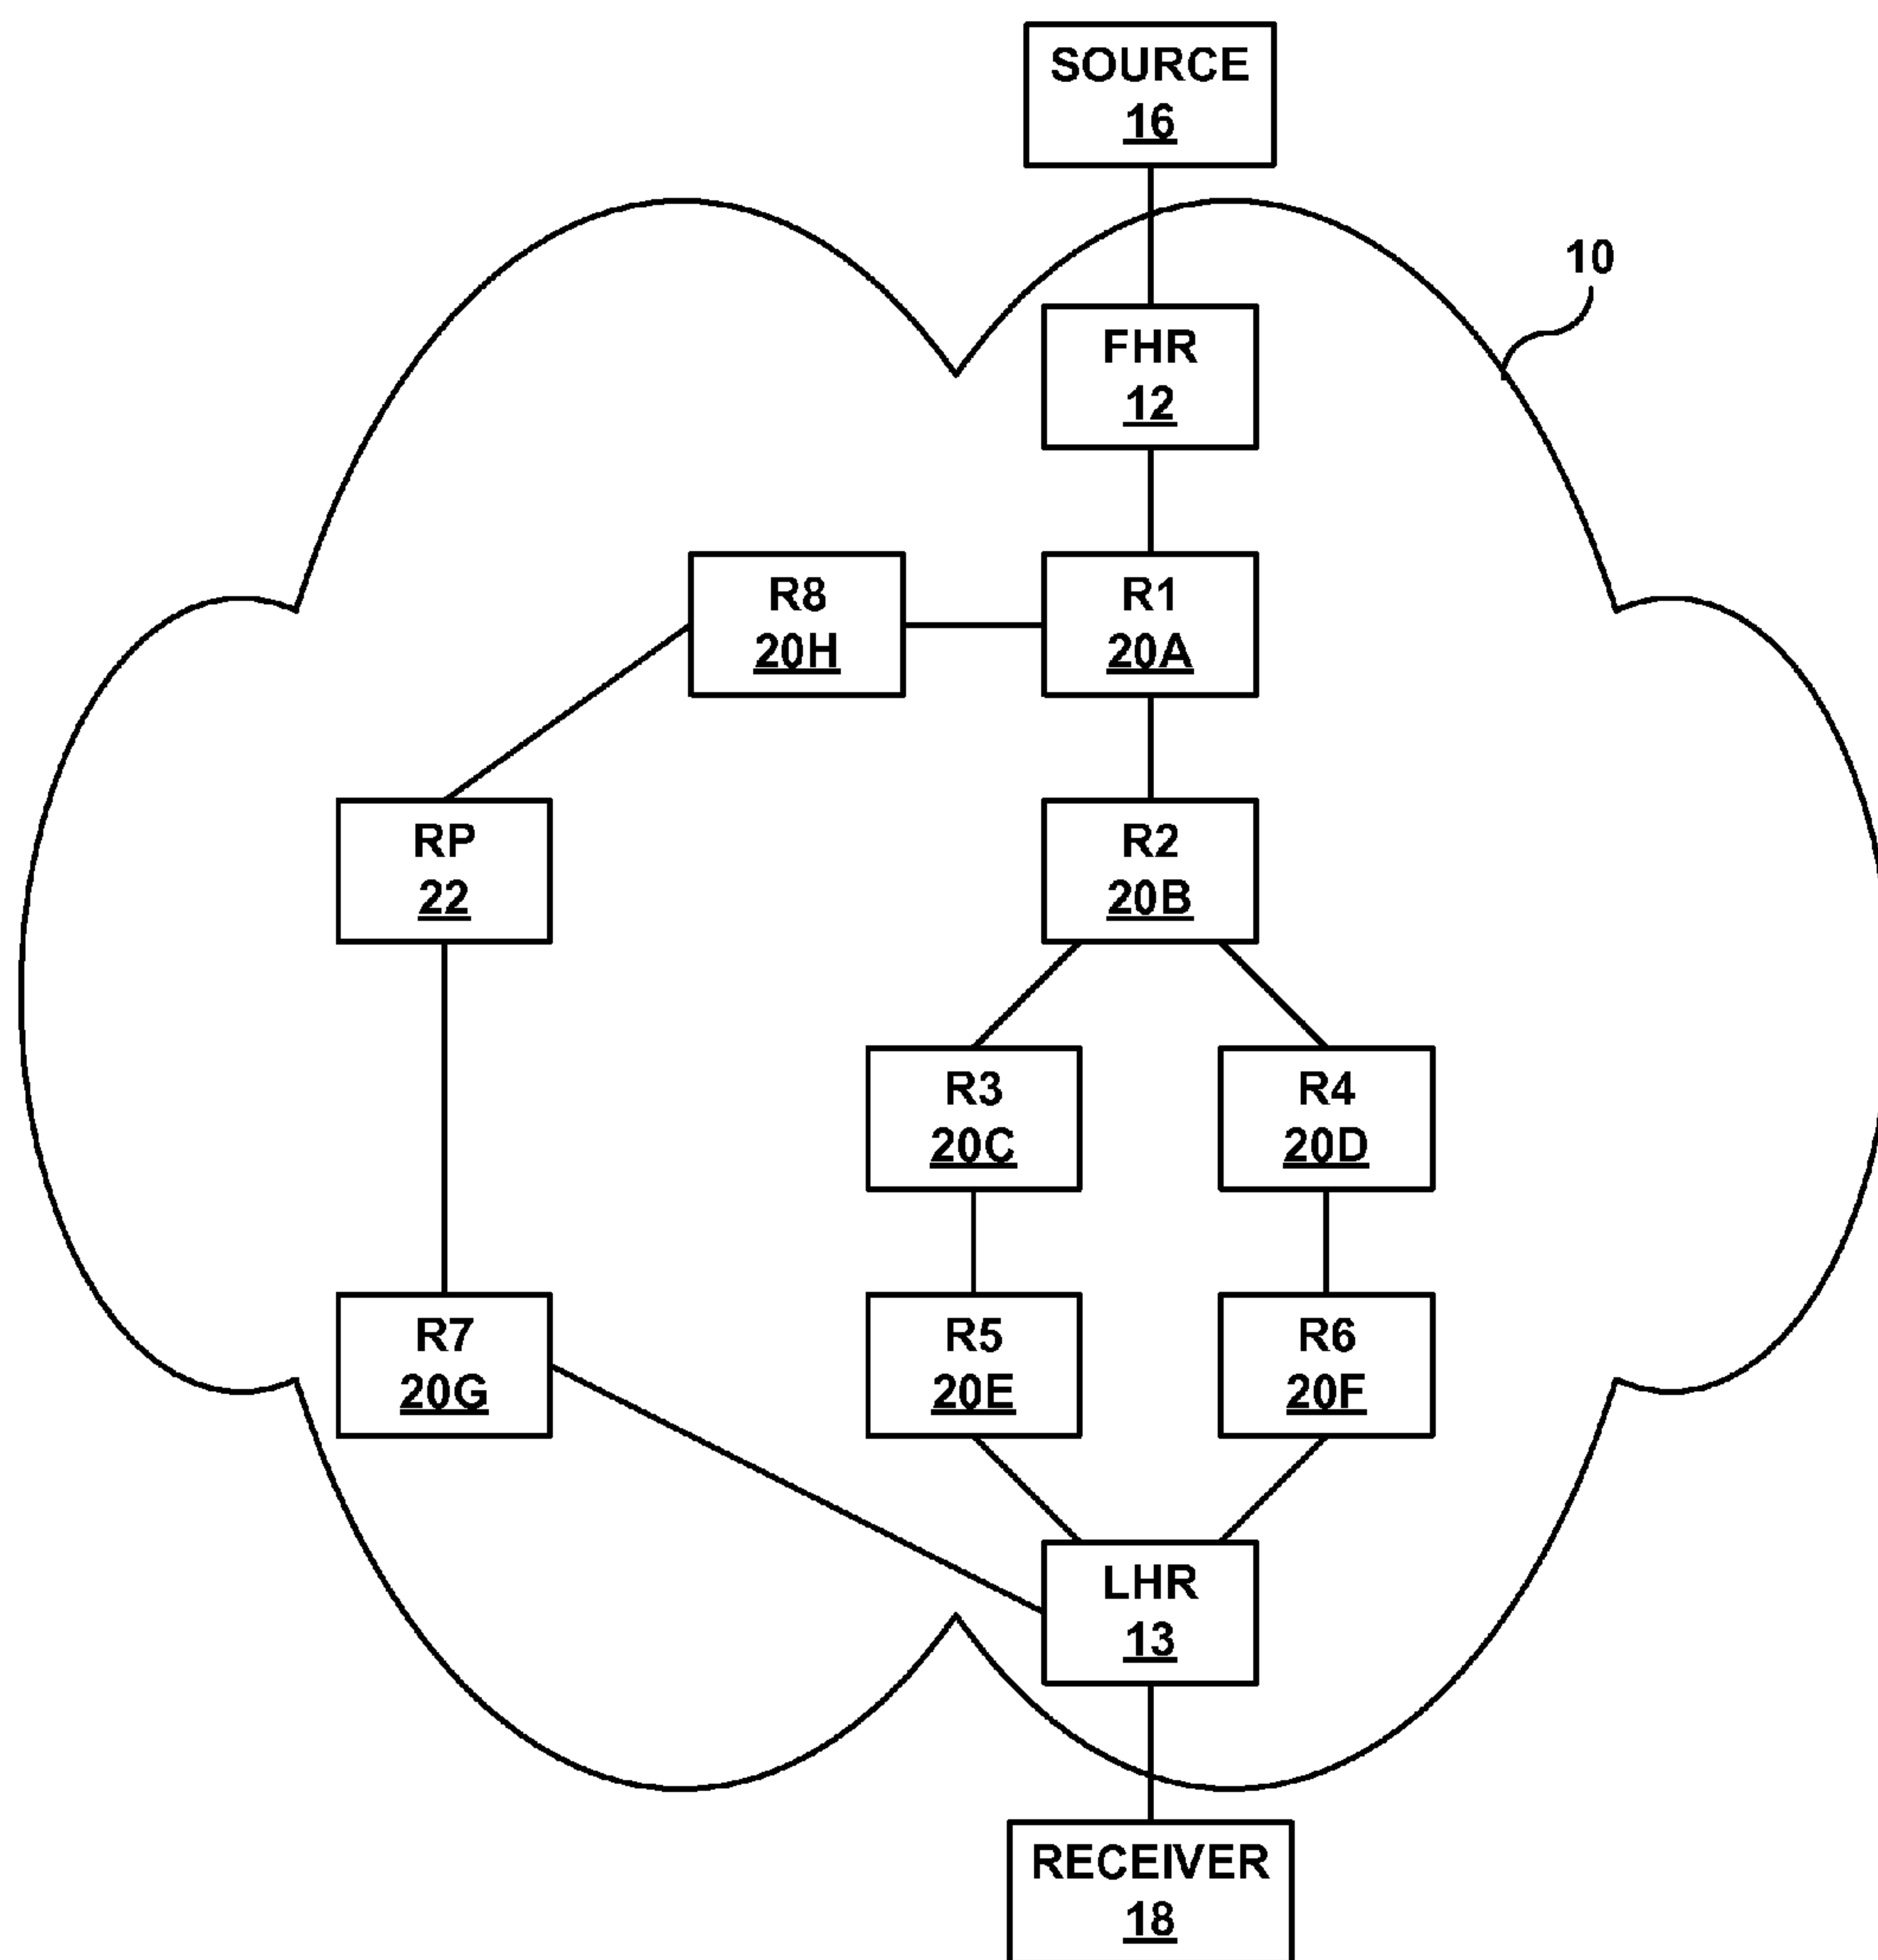 SOURCE
16
10
FHR
12
R8
20H
R1
20A
RP
22
R2
20B
R3
20C
R4
20D
R7
20G
R5
20E
R6
20F
LHR
13
RECEIVER
18